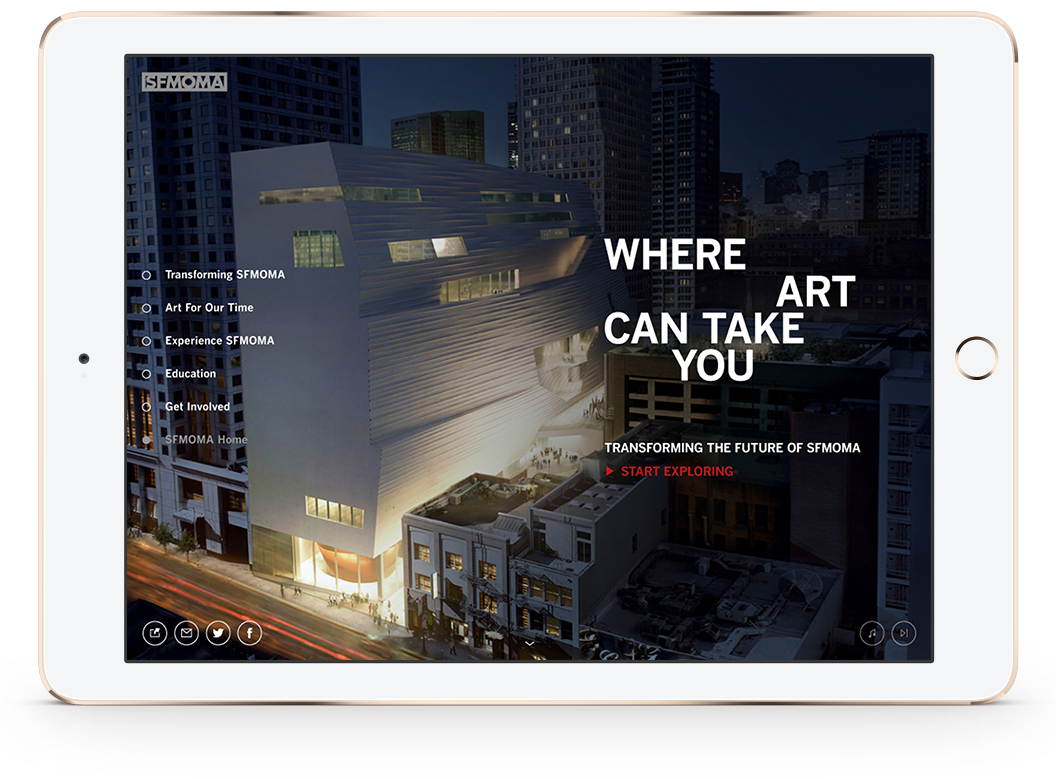 SFMOMA
Transforming SFMOMA
Art For Our Time
Experience SFMOMA
Education
Get Involved
SFMOMA Home
WHERE
ART
CAN TAKE
YOU
TRANSFORMING THE FUTURE OF SFMOMA
START EXPLORING